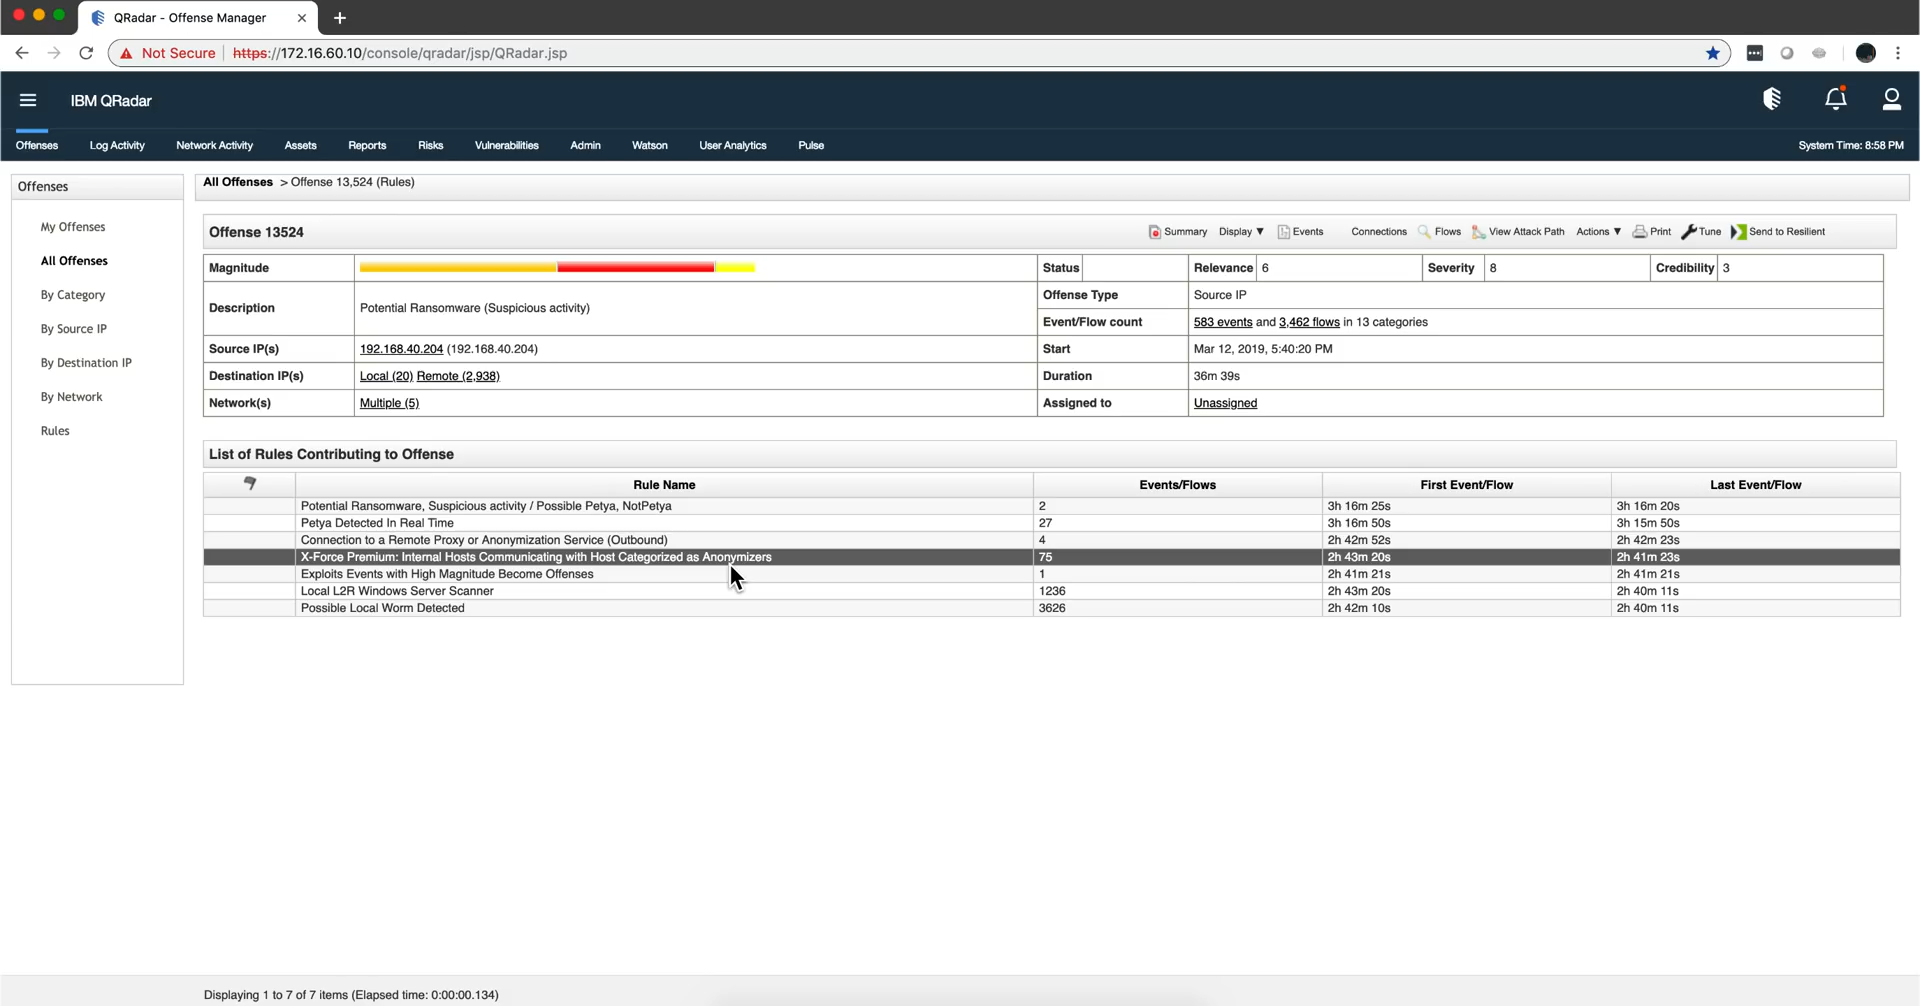 QRadar - Offense Manager
Not Secure https://172.16.60.10/console/qradar/jsp/QRadar.jsp
IBM QRadar
Offenses Log Activity Network Activity Assets Reports Risks Vulnerabilities Admin Watson User Analytics Pulse System Time: 8:58 PM
Offenses
My Offenses
All Offenses
By Category
By Source IP
By Destination IP
By Network
Rules
All Offenses > Offense 13,524 (Rules)
Offense 13524 Summary Display ▼ Events Connections Flows View Attack Path Actions ▼ Print Tune Send to Resilient
Magnitude Status Relevance 6 Severity 8 Credibility 3
Description Potential Ransomware (Suspicious activity)
Offense Type Source IP
Event/Flow count 583 events and 3,462 flows in 13 categories
Source IP(s) 192.168.40.204 (192.168.40.204) Start Mar 12, 2019, 5:40:20 PM
Destination IP(s) Local (20) Remote (2,938) Duration 36m 39s
Network(s) Multiple (5) Assigned to Unassigned
List of Rules Contributing to Offense
Rule Name Events/Flows First Event/Flow Last Event/Flow
Potential Ransomware, Suspicious activity / Possible Petya, NotPetya 2 3h 16m 25s 3h 16m 20s
Petya Detected In Real Time 27 3h 16m 50s 3h 15m 50s
Connection to a Remote Proxy or Anonymization Service (Outbound) 4 2h 42m 52s 2h 42m 23s
X-Force Premium: Internal Hosts Communicating with Host Categorized as Anonymizers 75 2h 43m 20s 2h 41m 23s
Exploits Events with High Magnitude Become Offenses 1 2h 41m 21s 2h 41m 21s
Local L2R Windows Server Scanner 1236 2h 43m 20s 2h 40m 11s
Possible Local Worm Detected 3626 2h 42m 10s 2h 40m 11s
Displaying 1 to 7 of 7 items (Elapsed time: 0:00:00.134)